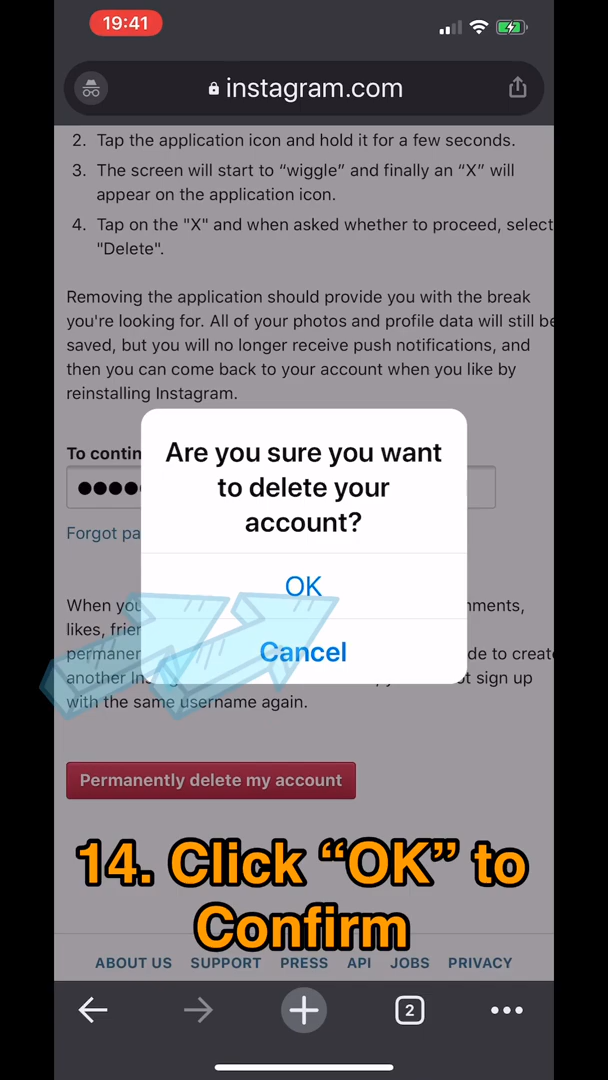 19:41
instagram.com
2. Tap the application icon and hold it for a few seconds.
3. The screen will start to “wiggle” and finally an “X” will
appear on the application icon.
4. Tap on the "X" and when asked whether to proceed, select
"Delete".
Removing the application should provide you with the break
you're looking for. All of your photos and profile data will still be
saved, but you will no longer receive push notifications, and
then you can come back to your account when you like by
reinstalling Instagram.
To contin
Are you sure you want
to delete your
account?
Forgot pa
OK
When you
likes, frien
permanen
de to create
Cancel
another
sign up
with the same username again.
Permanently delete my account
14. Click “OK” to
Confirm
ABOUT US SUPPORT PRESS API JOBS PRIVACY
2